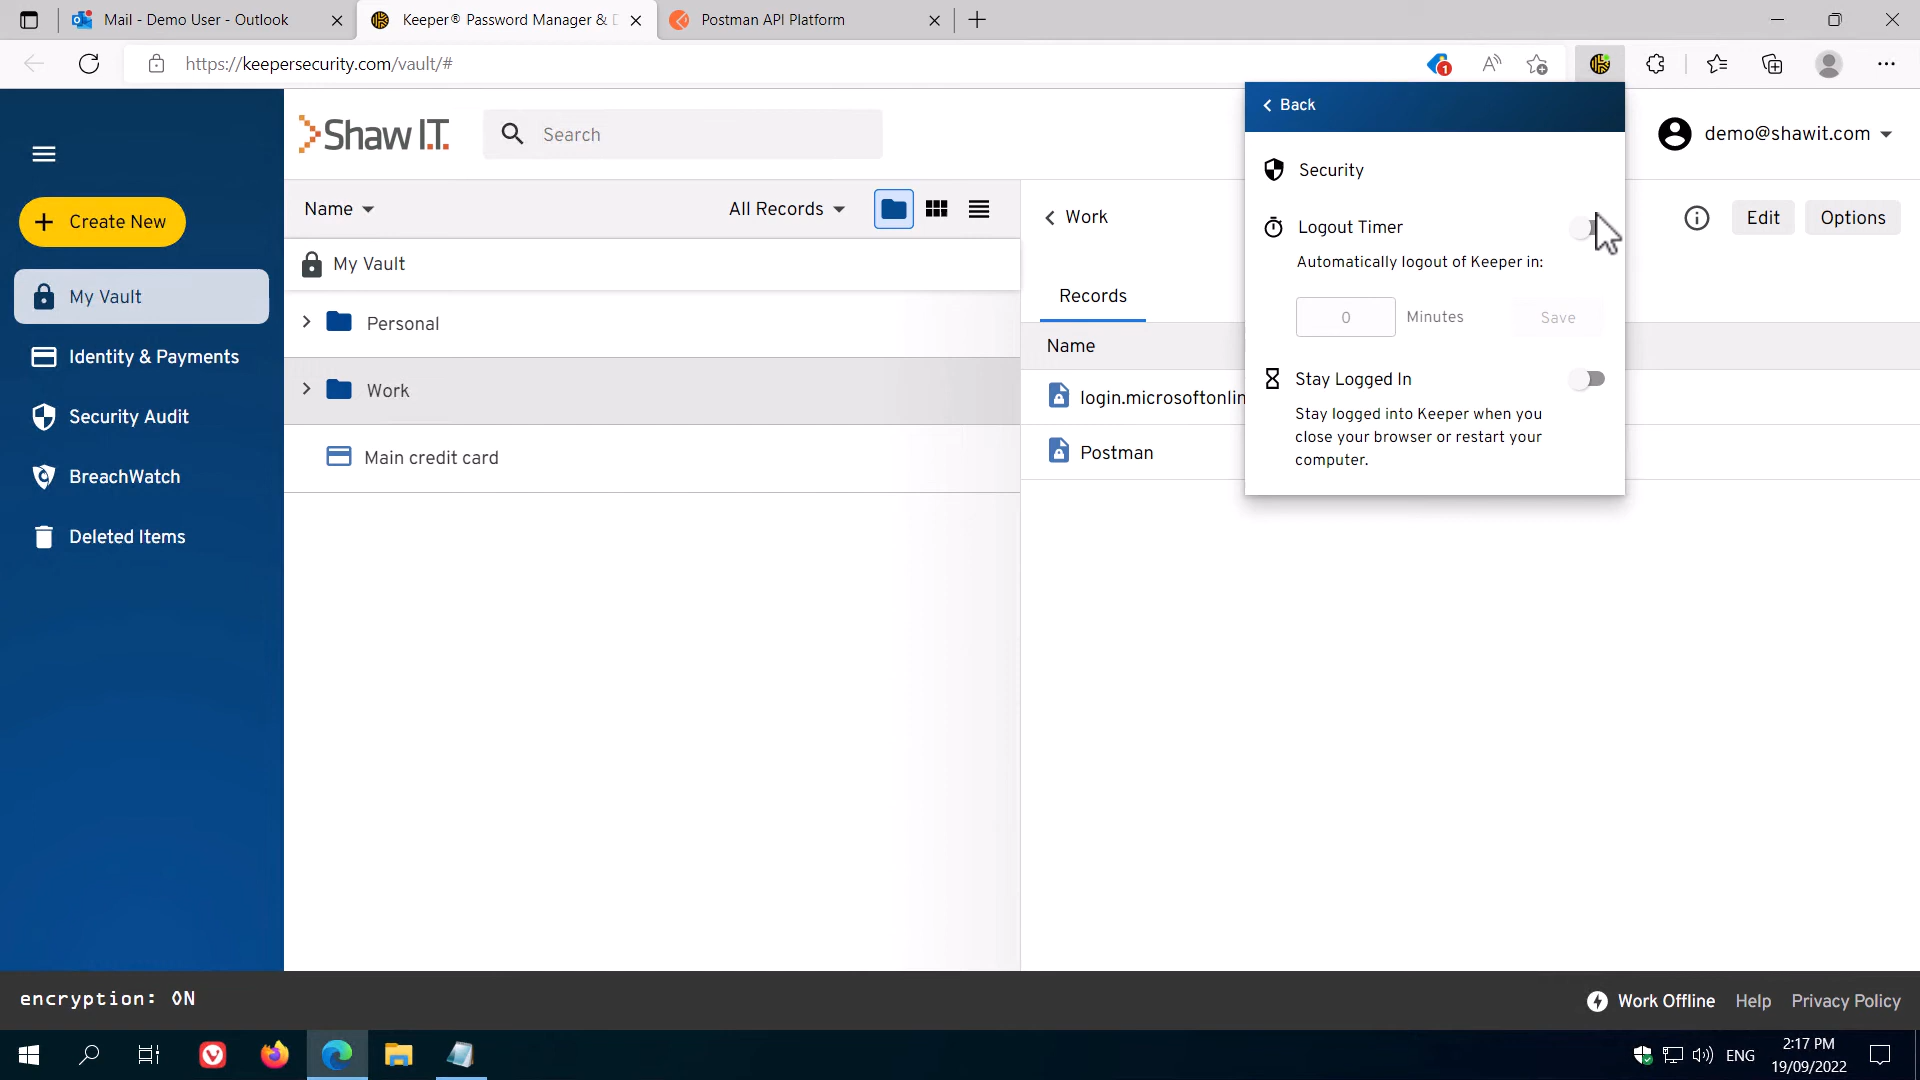 Mail - Demo User - Outlook
Keeper® Password Manager & D
Postman API Platform
https://keepersecurity.com/vault/#
1
Shaw I.T.
Search
Back
demo@shawit.com
Create New
My Vault
Identity & Payments
Security Audit
BreachWatch
Deleted Items
Name
All Records
My Vault
Personal
Work
Main credit card
Work
Edit
Options
Records
Name
login.microsoftonlin
Postman
Security
Logout Timer
Automatically logout of Keeper in:
0
Minutes
Save
Stay Logged In
Stay logged into Keeper when you
close your browser or restart your
computer.
encryption: ON
Work Offline
Help
Privacy Policy
ENG
2:17 PM
19/09/2022